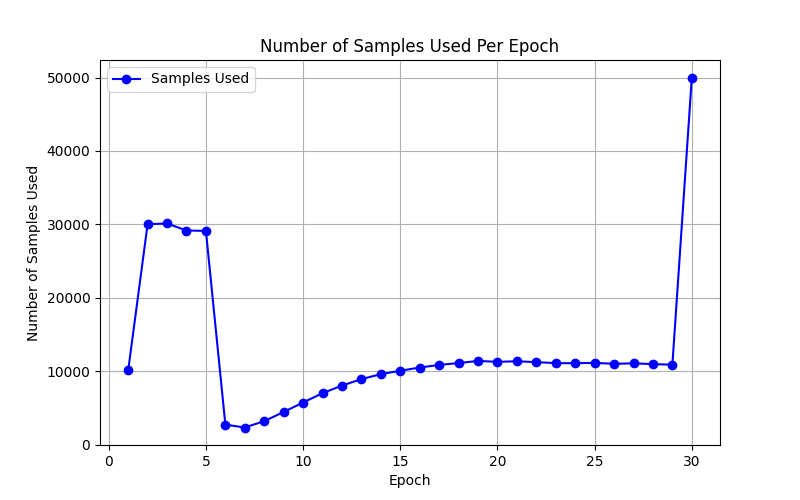 Number of Samples Used Per Epoch
Samples Used
Number of Samples Used
50000
40000
30000
20000
10000
0
0 5 10 15 20 25 30
Epoch